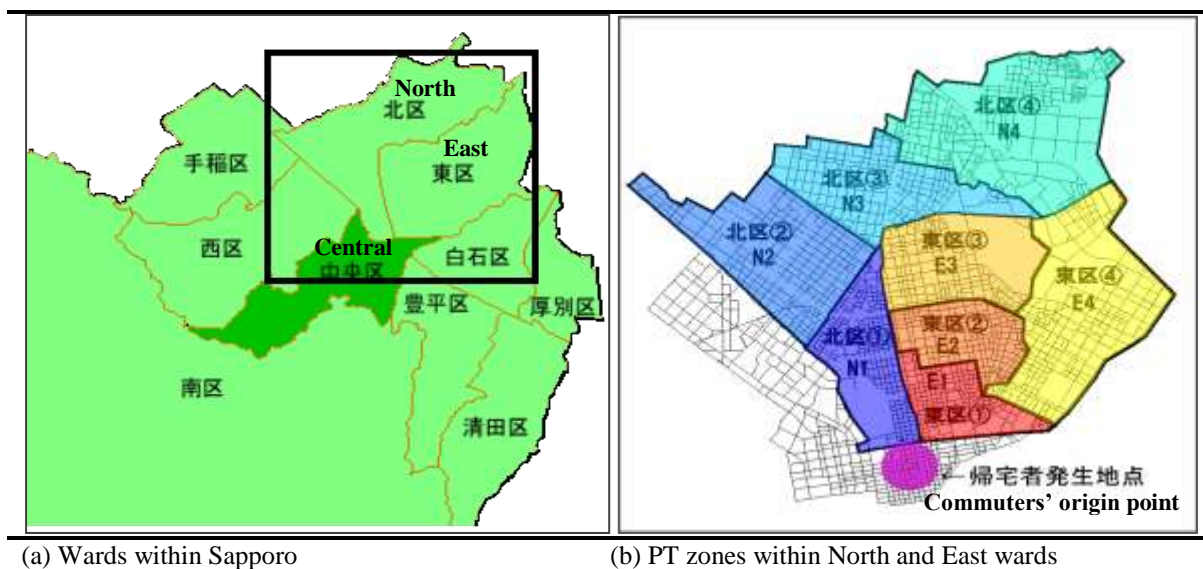 North
北区
手稲区
East
東区
Central
中央区
西区
白石区
豊平区
厚別区
南区
清田区
北区④
N4
北区③
N3
北区②
N2
東区③
E3
東区④
E4
北区①
N1
東区②
E2
E1
東区①
←帰宅者発生地点
Commuters' origin point
(a) Wards within Sapporo
(b) PT zones within North and East wards